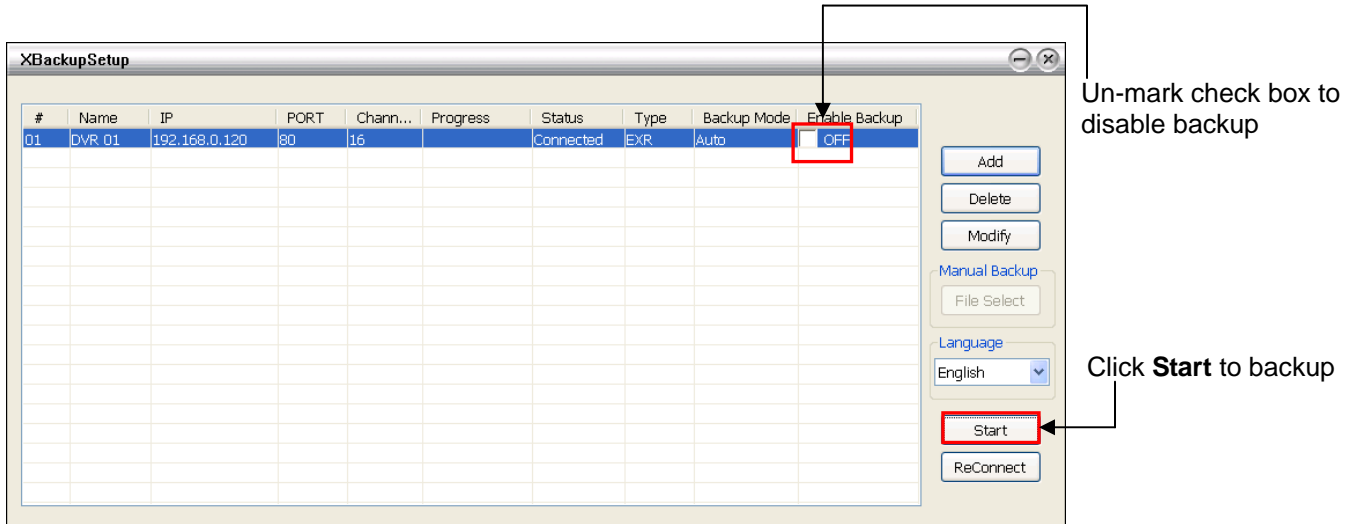 XBackupSetup
Un-mark check box to
disable backup
# Name IP PORT Chann... Progress Status Type Backup Mode Enable Backup
01 DVR 01 192.168.0.120 80 16 Connected EXR Auto OFF
Add
Delete
Modify
Manual Backup
File Select
Language
English
Click Start to backup
Start
ReConnect